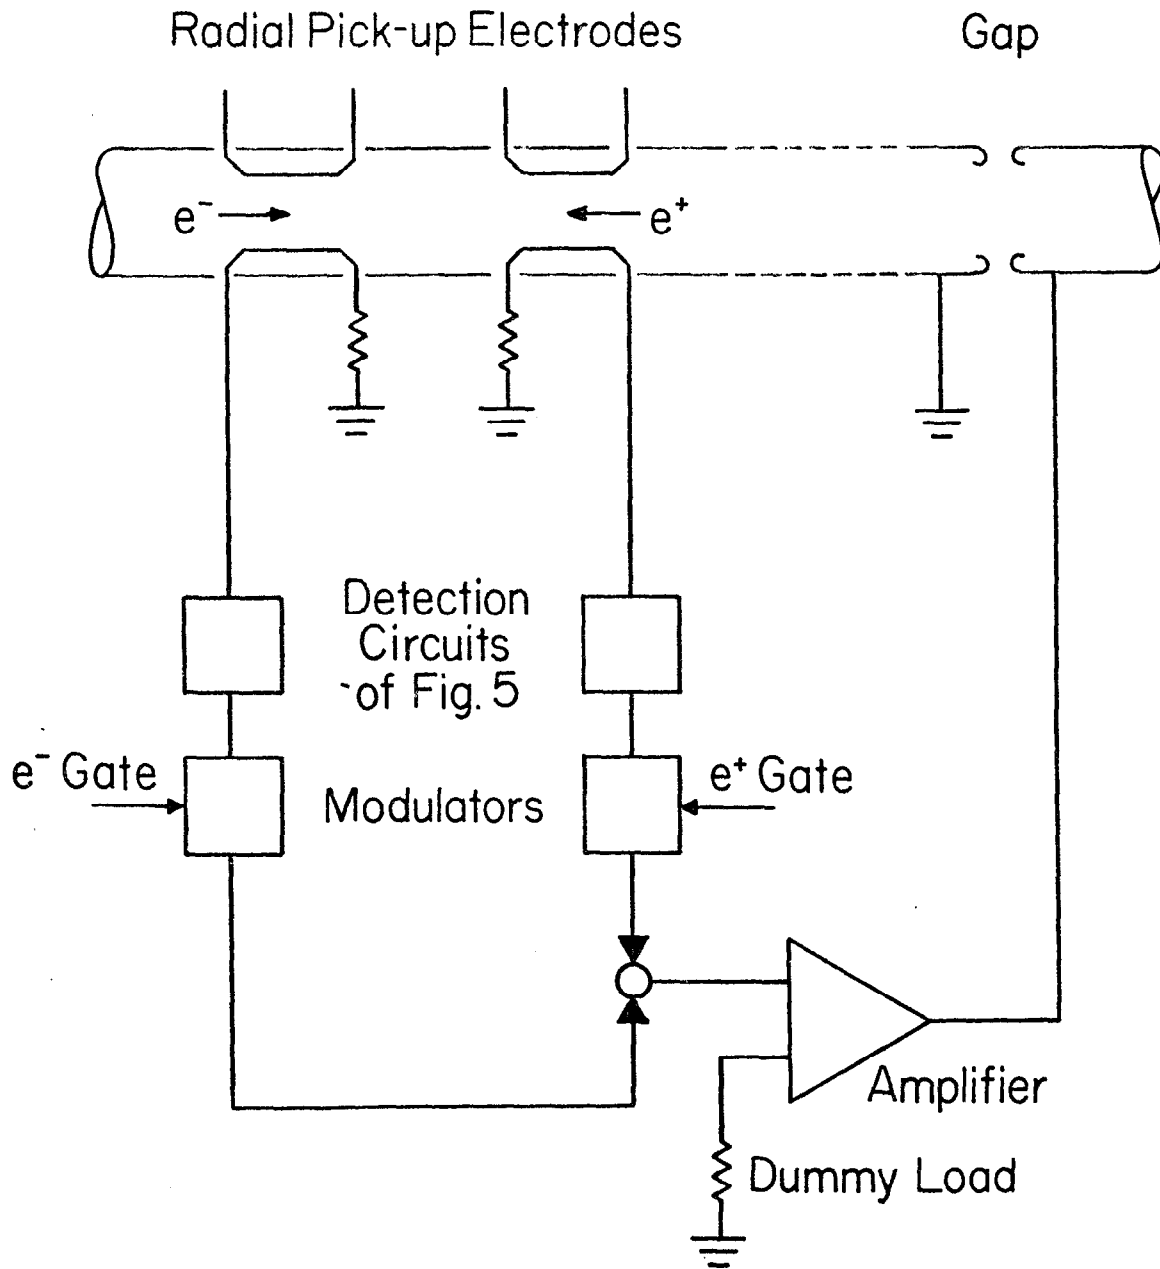 Radial Pick-up Electrodes
Gap
e⁻
e⁺
Detection
Circuits
of Fig. 5
e⁻ Gate
Modulators
e⁺ Gate
Amplifier
Dummy Load